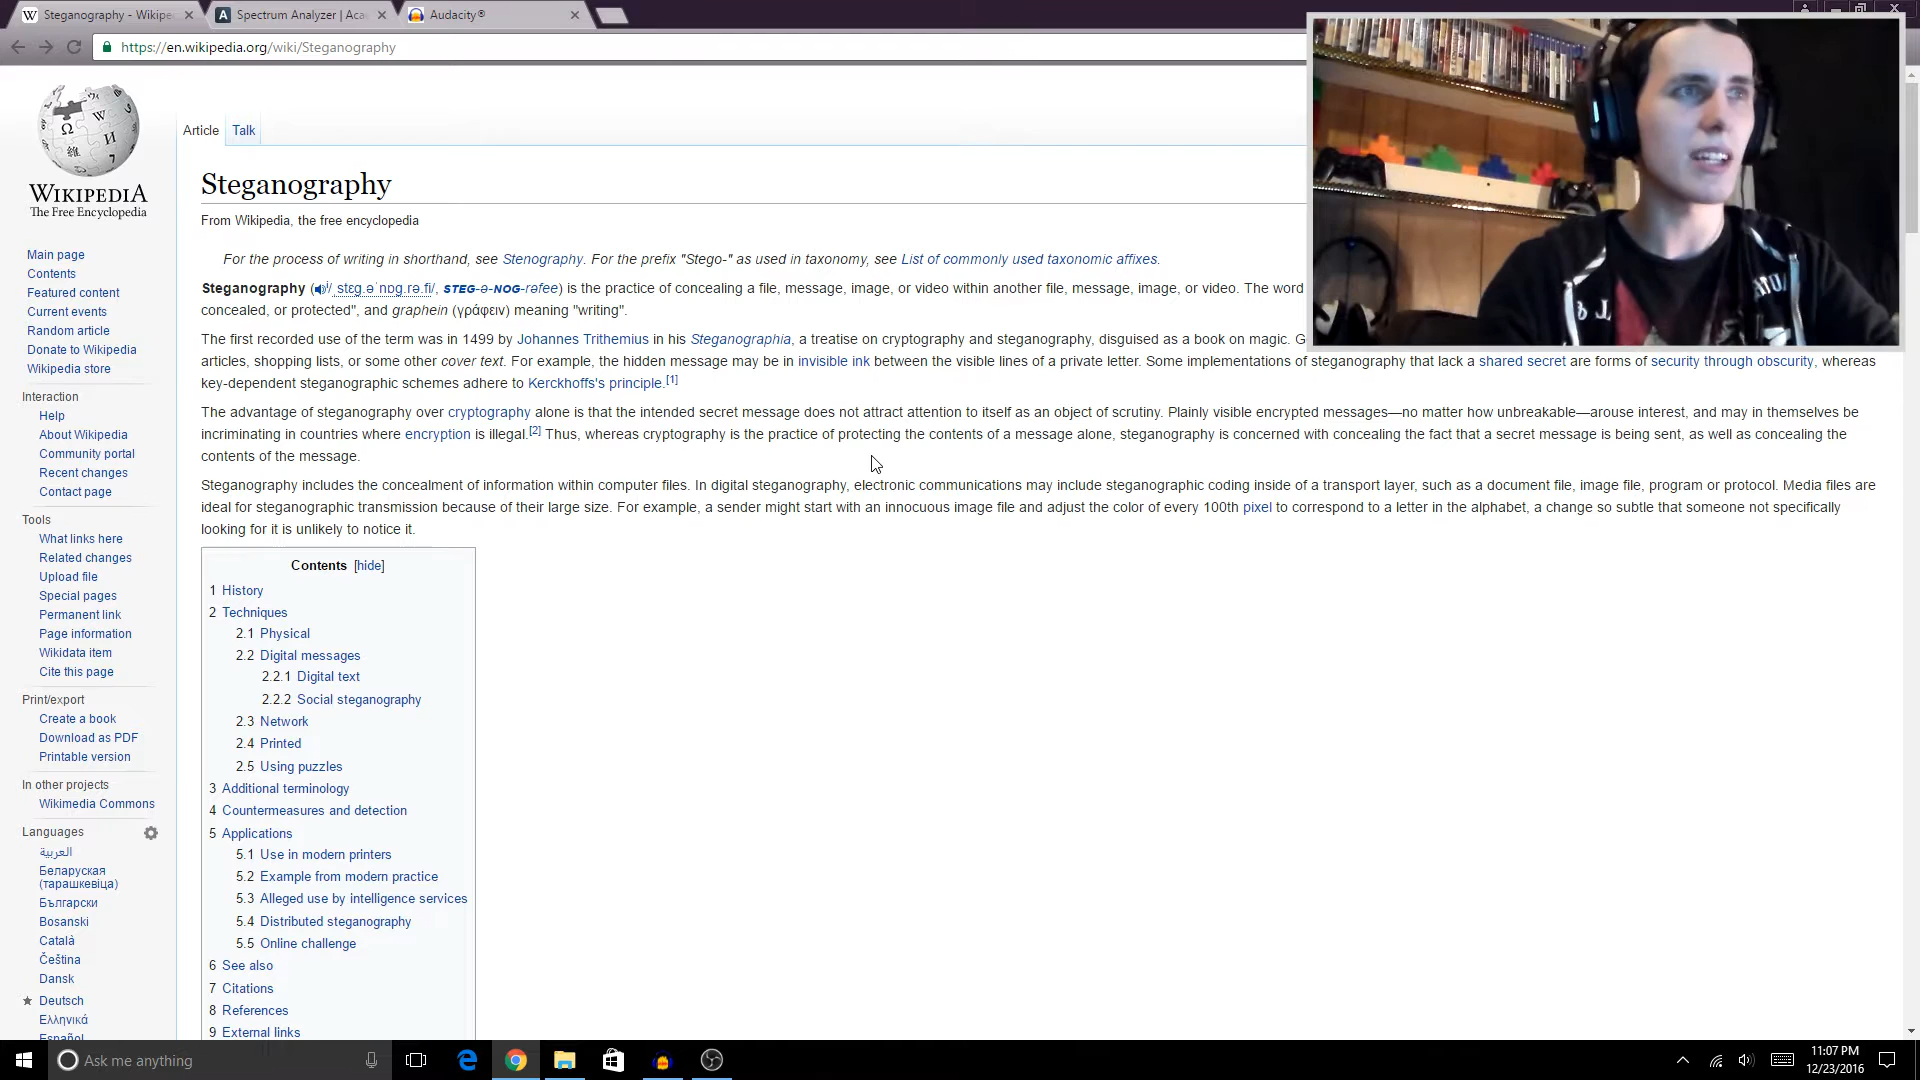 Steganography - Wikipe
Spectrum Analyzer | Aca
Audacity®
https://en.wikipedia.org/wiki/Steganography
WIKIPEDIA
The Free Encyclopedia
Main page
Contents
Featured content
Current events
Random article
Donate to Wikipedia
Wikipedia store
Interaction
Help
About Wikipedia
Community portal
Recent changes
Contact page
Tools
What links here
Related changes
Upload file
Special pages
Permanent link
Page information
Wikidata item
Cite this page
Print/export
Create a book
Download as PDF
Printable version
In other projects
Wikimedia Commons
Languages
العربية
Беларуская
(тарашкевіца)
Български
Bosanski
Català
Čeština
Dansk
Deutsch
Ελληνικά
Español
Article Talk
Steganography
From Wikipedia, the free encyclopedia
For the process of writing in shorthand, see Stenography. For the prefix "Stego-" as used in taxonomy, see List of commonly used taxonomic affixes.
Steganography (/ˌstɛɡ.əˈnɒɡ.rə.fi/, STEG-ə-NOG-rəfee) is the practice of concealing a file, message, image, or video within another file, message, image, or video. The word
concealed, or protected", and graphein (γράφειν) meaning "writing".
The first recorded use of the term was in 1499 by Johannes Trithemius in his Steganographia, a treatise on cryptography and steganography, disguised as a book on magic. G
articles, shopping lists, or some other cover text. For example, the hidden message may be in invisible ink between the visible lines of a private letter. Some implementations of steganography that lack a shared secret are forms of security through obscurity, whereas
key-dependent steganographic schemes adhere to Kerckhoffs's principle.[1]
The advantage of steganography over cryptography alone is that the intended secret message does not attract attention to itself as an object of scrutiny. Plainly visible encrypted messages—no matter how unbreakable—arouse interest, and may in themselves be
incriminating in countries where encryption is illegal.[2] Thus, whereas cryptography is the practice of protecting the contents of a message alone, steganography is concerned with concealing the fact that a secret message is being sent, as well as concealing the
contents of the message.
Steganography includes the concealment of information within computer files. In digital steganography, electronic communications may include steganographic coding inside of a transport layer, such as a document file, image file, program or protocol. Media files are
ideal for steganographic transmission because of their large size. For example, a sender might start with an innocuous image file and adjust the color of every 100th pixel to correspond to a letter in the alphabet, a change so subtle that someone not specifically
looking for it is unlikely to notice it.
Contents [hide]
1 History
2 Techniques
2.1 Physical
2.2 Digital messages
2.2.1 Digital text
2.2.2 Social steganography
2.3 Network
2.4 Printed
2.5 Using puzzles
3 Additional terminology
4 Countermeasures and detection
5 Applications
5.1 Use in modern printers
5.2 Example from modern practice
5.3 Alleged use by intelligence services
5.4 Distributed steganography
5.5 Online challenge
6 See also
7 Citations
8 References
9 External links
Ask me anything
11:07 PM
12/23/2016